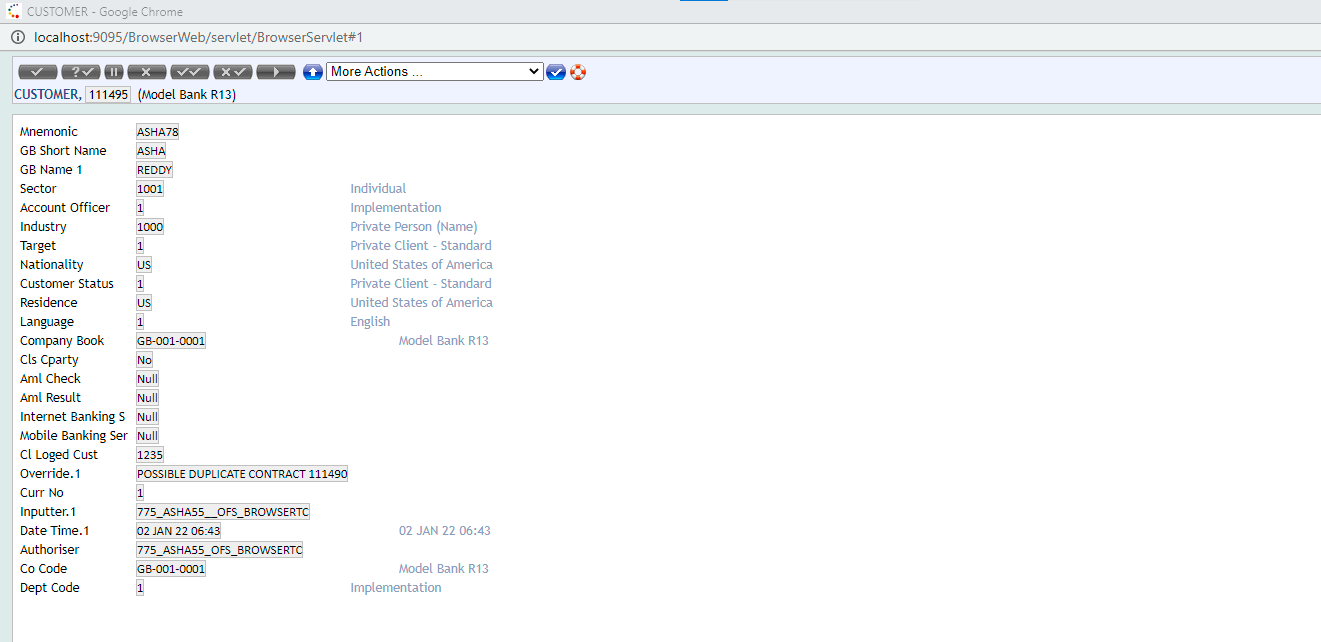 CUSTOMER - Google Chrome
localhost:9095/BrowserWeb/servlet/BrowserServlet#1
More Actions ...
CUSTOMER, 111495 (Model Bank R13)
Mnemonic ASHA78
GB Short Name ASHA
GB Name 1 REDDY
Sector 1001 Individual
Account Officer 1 Implementation
Industry 1000 Private Person (Name)
Target 1 Private Client - Standard
Nationality US United States of America
Customer Status 1 Private Client - Standard
Residence US United States of America
Language 1 English
Company Book GB-001-0001 Model Bank R13
Cls Cparty No
Aml Check Null
Aml Result Null
Internet Banking S Null
Mobile Banking Ser Null
Cl Loged Cust 1235
Override.1 POSSIBLE DUPLICATE CONTRACT 111490
Curr No 1
Inputter.1 775_ASHA55__OFS_BROWSERTC
Date Time.1 02 JAN 22 06:43 02 JAN 22 06:43
Authoriser 775_ASHA55_OFS_BROWSERTC
Co Code GB-001-0001 Model Bank R13
Dept Code 1 Implementation